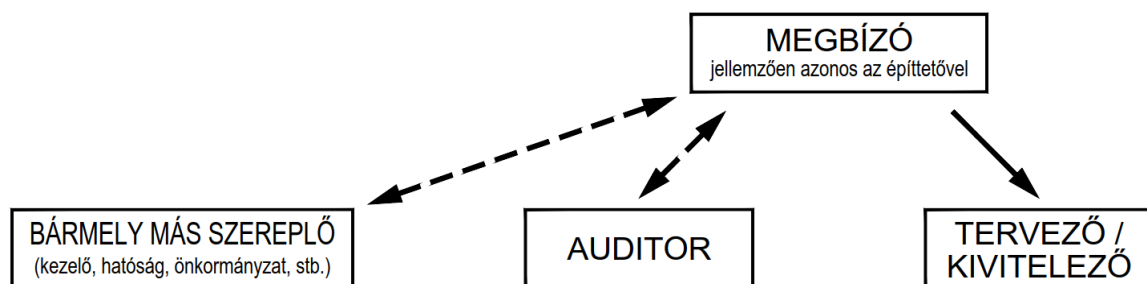 MEGBÍZÓ
jellemzően azonos az építtetővel
BÁRMELY MÁS SZEREPLŐ
(kezelő, hatóság, önkormányzat, stb.)
AUDITOR
TERVEZŐ /
KIVITELEZŐ